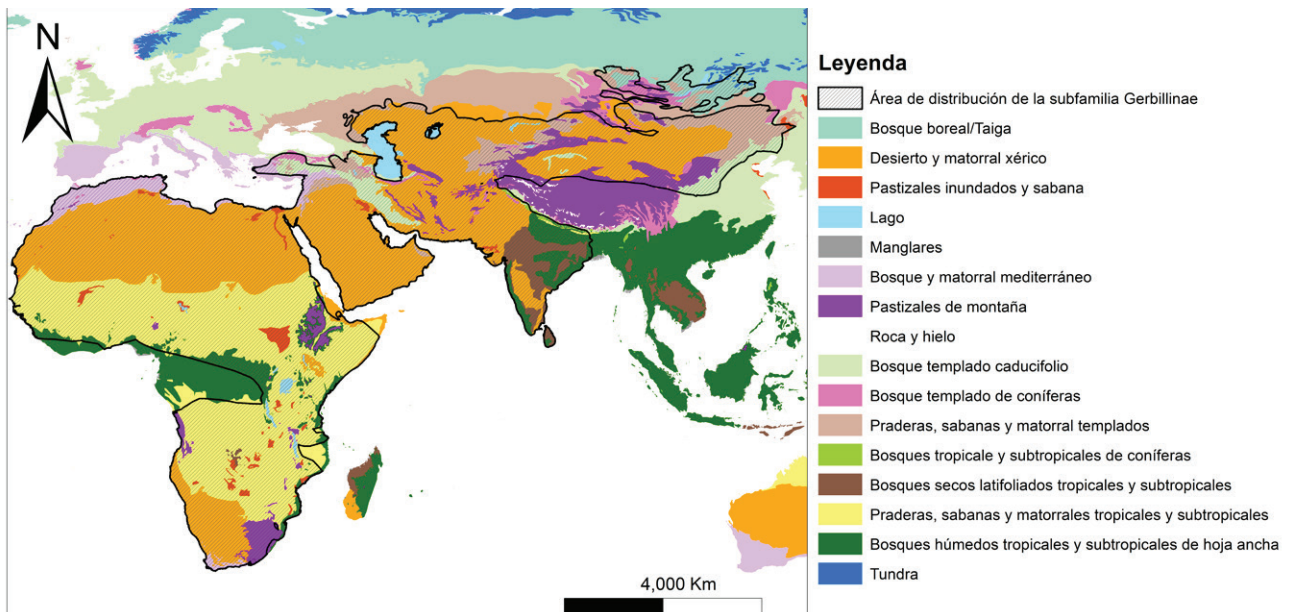 N
4,000 Km
Leyenda
Área de distribución de la subfamilia Gerbillinae
Bosque boreal/Taiga
Desierto y matorral xérico
Pastizales inundados y sabana
Lago
Manglares
Bosque y matorral mediterráneo
Pastizales de montaña
Roca y hielo
Bosque templado caducifolio
Bosque templado de coníferas
Praderas, sabanas y matorral templados
Bosques tropicale y subtropicales de coníferas
Bosques secos latifoliados tropicales y subtropicales
Praderas, sabanas y matorrales tropicales y subtropicales
Bosques húmedos tropicales y subtropicales de hoja ancha
Tundra